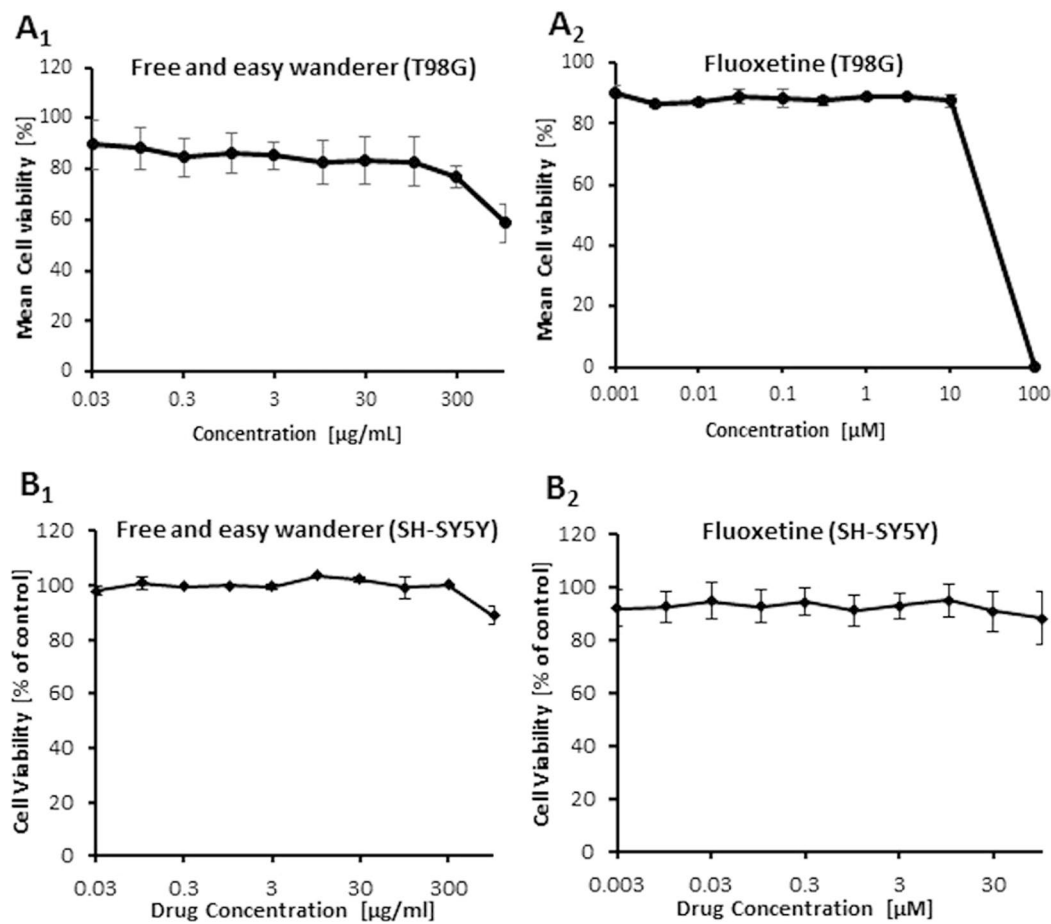 A1
Free and easy wanderer (T98G)
Mean Cell viability [%]
120
100
80
60
40
20
0
0.03 0.3 3 30 300
Concentration [µg/mL]
A2
Fluoxetine (T98G)
Mean Cell viability [%]
100
80
60
40
20
0
0.001 0.01 0.1 1 10 100
Concentration [µM]
B1
Free and easy wanderer (SH-SY5Y)
Cell Viability [% of control]
120
100
80
60
40
20
0
0.03 0.3 3 30 300
Drug Concentration [µg/ml]
B2
Fluoxetine (SH-SY5Y)
Cell Viability [% of control]
120
100
80
60
40
20
0
0.003 0.03 0.3 3 30
Drug Concentration [µM]